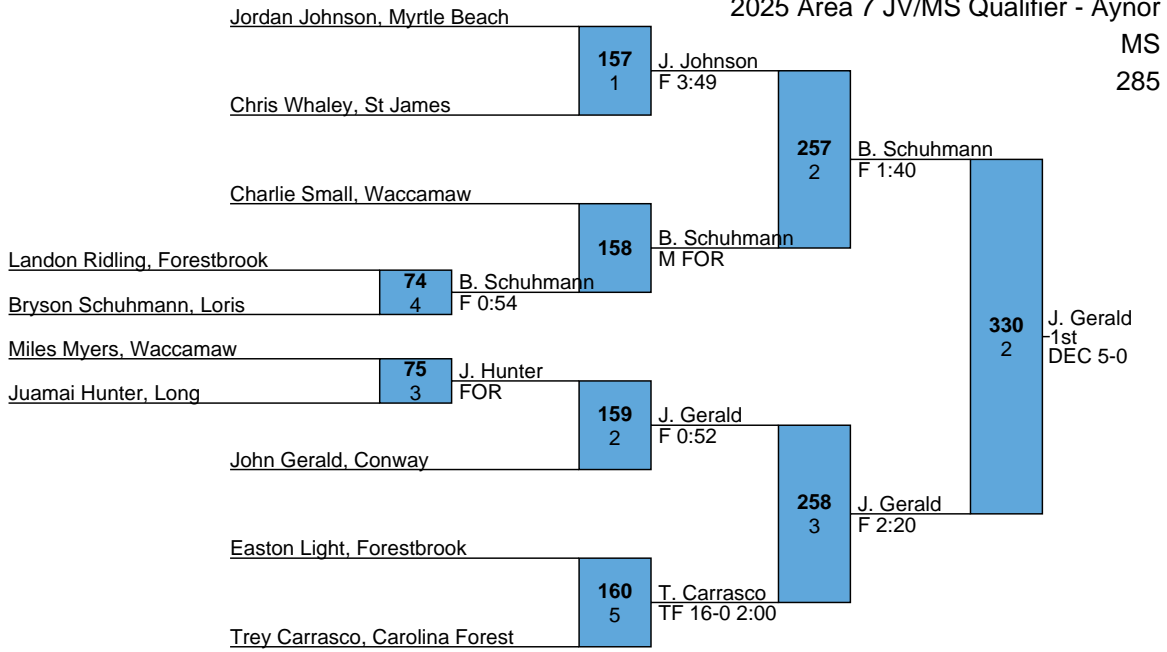 2025 Area 7 JV/MS Qualifier - Aynor
MS
285
Jordan Johnson, Myrtle Beach
157
1
J. Johnson
F 3:49
Chris Whaley, St James
257
2
B. Schuhmann
F 1:40
Charlie Small, Waccamaw
158
B. Schuhmann
M FOR
Landon Ridling, Forestbrook
74
4
B. Schuhmann
F 0:54
Bryson Schuhmann, Loris
330
2
J. Gerald
1st
DEC 5-0
Miles Myers, Waccamaw
75
3
J. Hunter
FOR
Juamai Hunter, Long
159
2
J. Gerald
F 0:52
John Gerald, Conway
258
3
J. Gerald
F 2:20
Easton Light, Forestbrook
160
5
T. Carrasco
TF 16-0 2:00
Trey Carrasco, Carolina Forest